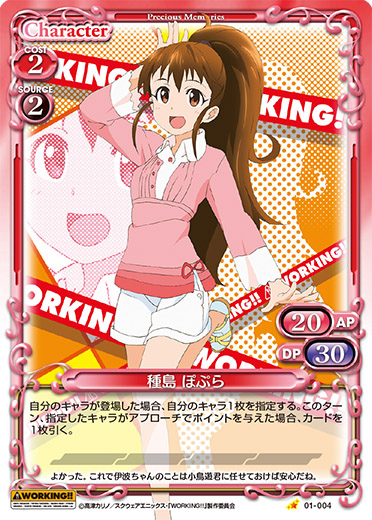 Precious Memories
Character
COST
2
SOURCE
2
KING!
WORKING!
RKING!
WORKING!!
WORKING!!
WORKING!
20 AP
DP 30
種島 ぽぷら
自分のキャラが登場した場合、自分のキャラ1枚を指定する。このター
ン、指定したキャラがアプローチでポイントを与えた場合、カードを
1枚引く。
よかった。これで伊波ちゃんのことは小鳥遊君に任せておけば安心だね。
WORKING!!
©高津カリノ/スクウェアエニックス・「WORKING!!」製作委員会
01-004